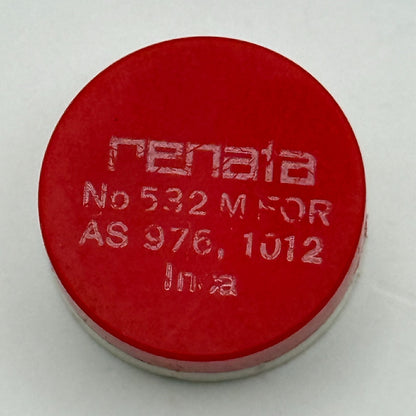 renata
No 532 M FOR
AS 976, 1012